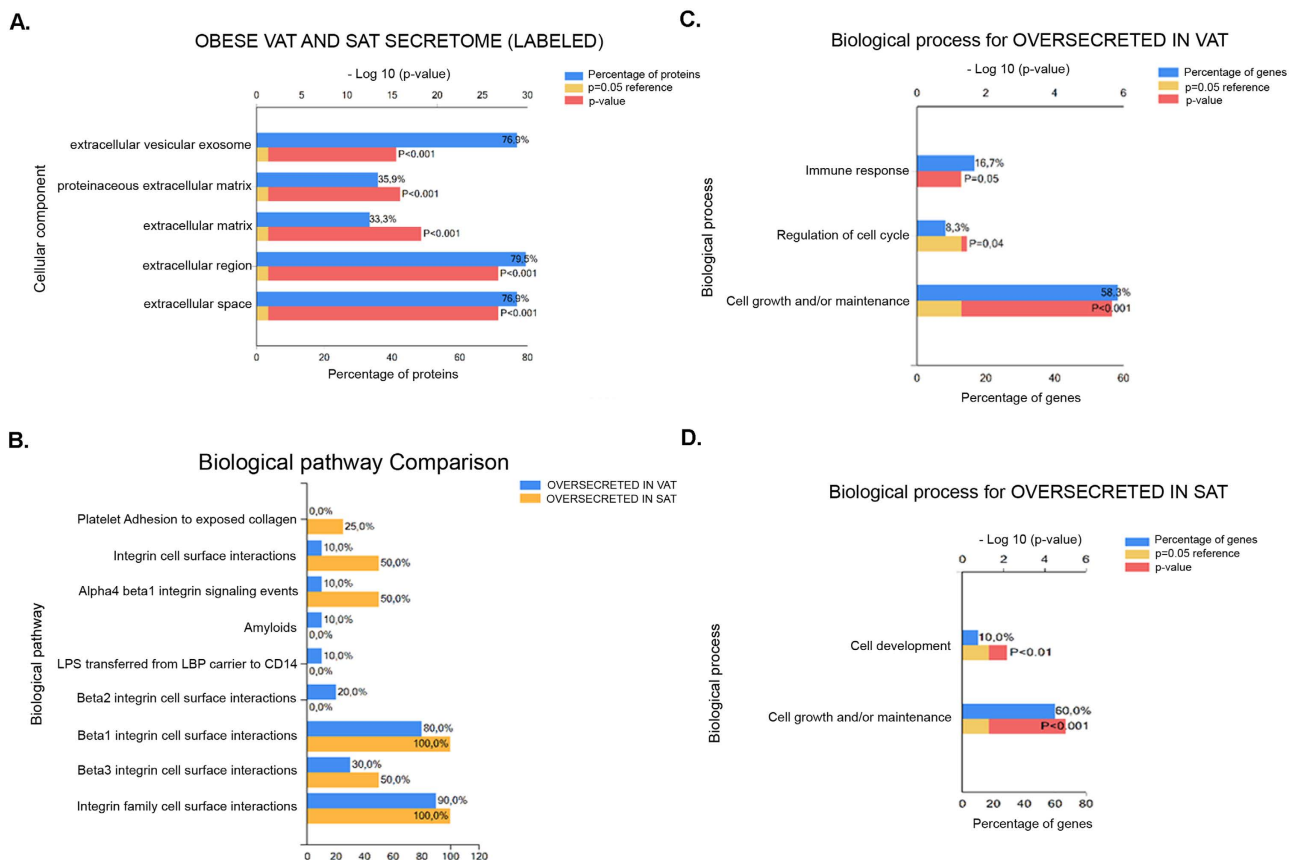 A.
OBESE VAT AND SAT SECRETOME (LABELED)
- Log 10 (p-value)
Percentage of proteins
p=0.05 reference
p-value
0 5 10 13 15 20 25 30
extracellular vesicular exosome
76,9%
P<0.001
proteinaceous extracellular matrix
35,9%
P<0.001
extracellular matrix
33,3%
P<0.001
extracellular region
79,5%
P<0.001
extracellular space
76,9%
P<0.001
Cellular component
0 20 40 60 80
Percentage of proteins
B.
Biological pathway Comparison
OVERSECRETED IN VAT
OVERSECRETED IN SAT
Platelet Adhesion to exposed collagen
0,0%
25,0%
Integrin cell surface interactions
10,0%
50,0%
Alpha4 beta1 integrin signaling events
10,0%
50,0%
Amyloids
10,0%
0,0%
LPS transferred from LBP carrier to CD14
10,0%
0,0%
Beta2 integrin cell surface interactions
20,0%
0,0%
Beta1 integrin cell surface interactions
80,0%
100,0%
Beta3 integrin cell surface interactions
30,0%
50,0%
Integrin family cell surface interactions
90,0%
100,0%
Biological pathway
0 20 40 60 80 100 120
C.
Biological process for OVERSECRETED IN VAT
- Log 10 (p-value)
Percentage of genes
p=0.05 reference
p-value
0 1 2 4 5 6
Immune response
16,7%
P=0.05
Regulation of cell cycle
8,3%
P=0,04
Cell growth and/or maintenance
58,3%
P<0.001
Biological process
0 20 40 60
Percentage of genes
D.
Biological process for OVERSECRETED IN SAT
- Log 10 (p-value)
Percentage of genes
p=0.05 reference
p-value
0 2 4 6
Cell development
10,0%
P<0.01
Cell growth and/or maintenance
60,0%
P<0.001
Biological process
0 20 40 60 80
Percentage of genes